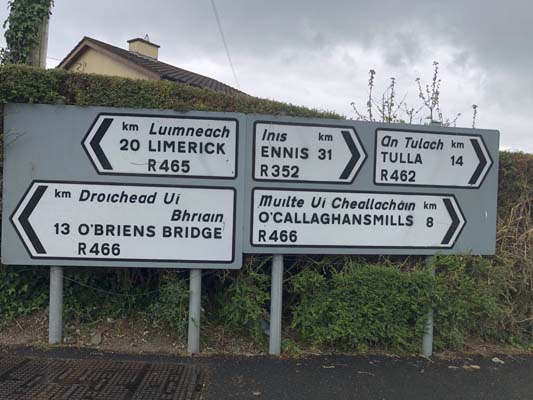 km Luimneach
20 LIMERICK
R465
Inis km
ENNIS 31
R352
An Tulach km
TULLA 14
R462
km Droichead Uí
Bhriain
13 O'BRIENS BRIDGE
R466
Muilte Uí Cheallacháin km
O'CALLAGHANSMILLS 8
R466